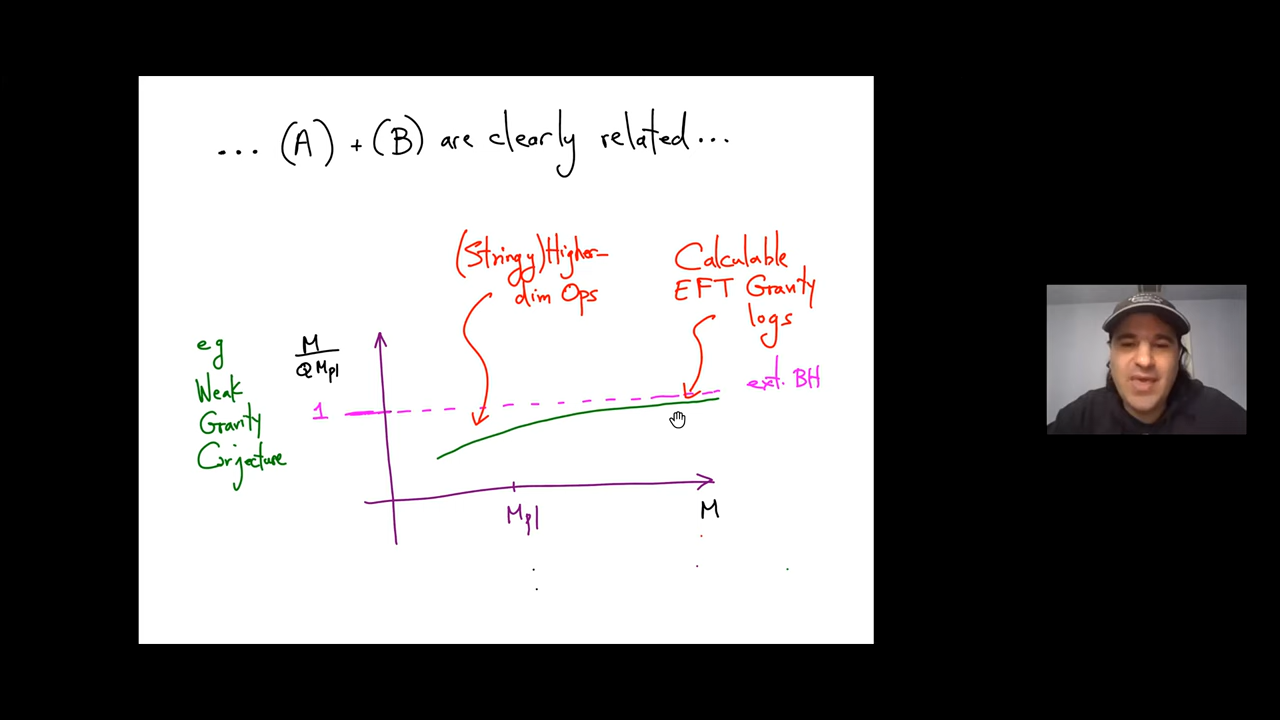 ... (A) + (B) are clearly related...
(Stringy) Higher-
dim Ops
Calculable
EFT Gravity
logs
eg
Weak
Gravity
Conjecture
M
QMpl
1
ext. BH
Mpl
M